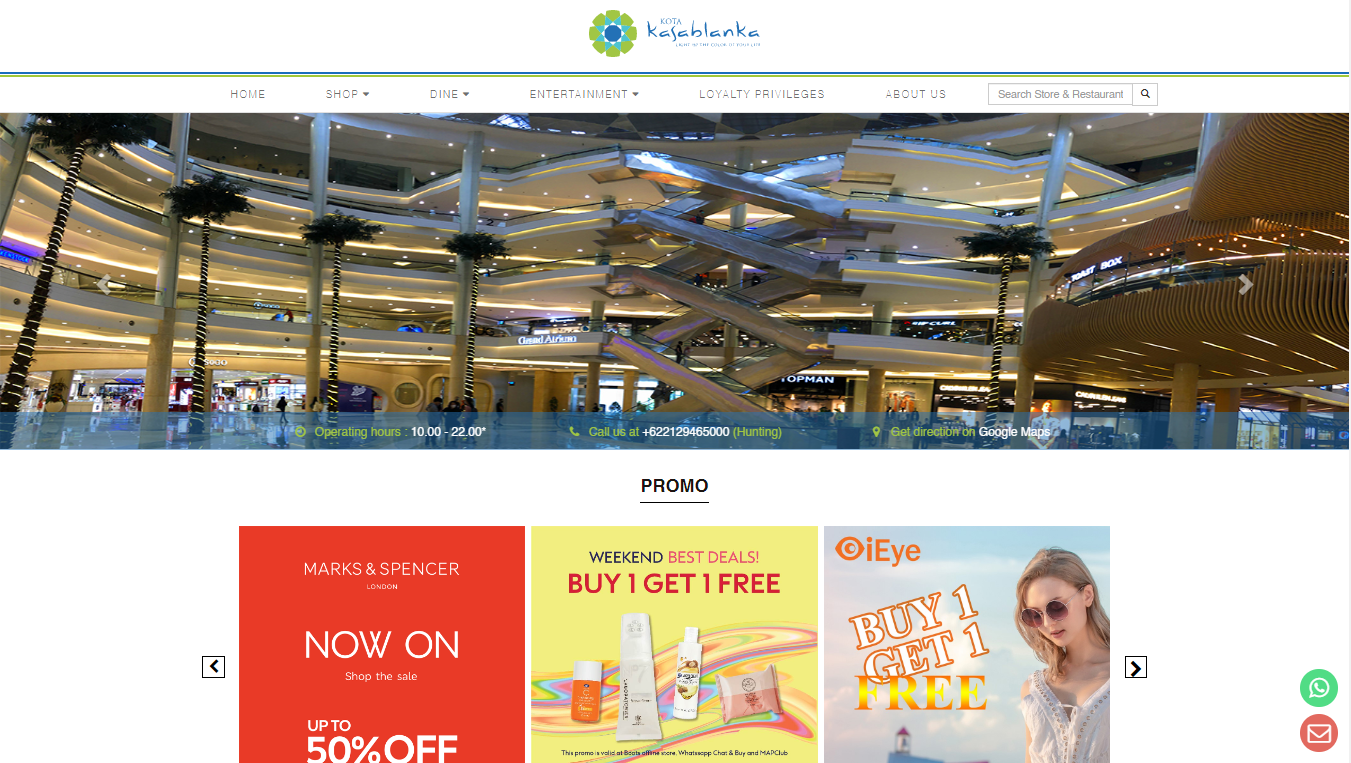 KOTA
kasablanka
LIGHT UP THE COLOR OF YOUR LIFE
HOME
SHOP
DINE
ENTERTAINMENT
LOYALTY PRIVILEGES
ABOUT US
Search Store & Restaurant
TOAST BOX
RIP CURL
Grand Atrium
TOPMAN
Operating hours : 10.00 - 22.00*
Call us at +622129465000 (Hunting)
Get direction on Google Maps
PROMO
MARKS & SPENCER
LONDON
NOW ON
Shop the sale
UP TO
50% OFF
WEEKEND BEST DEALS!
BUY 1 GET 1 FREE
This promo is valid at Boots offline store, Whatsapp Chat & Buy and MAPClub
iEye
BUY 1
GET 1
FREE